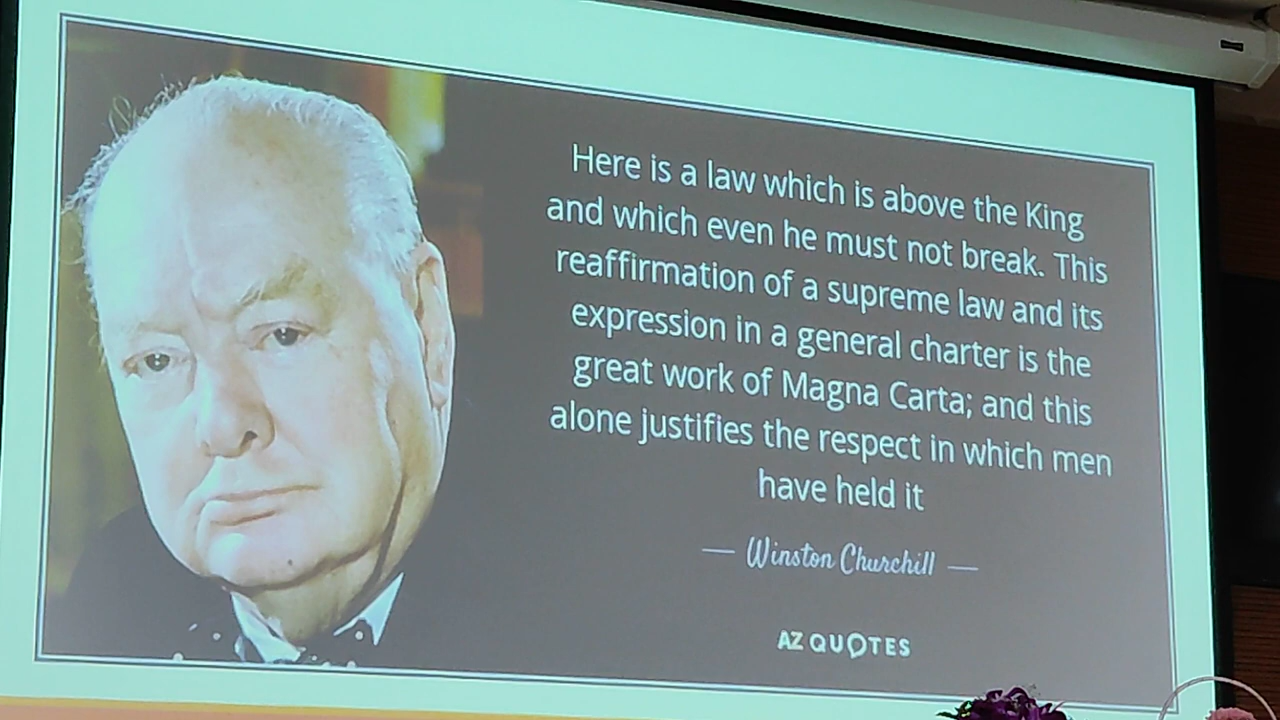 Here is a law which is above the King
and which even he must not break. This
reaffirmation of a supreme law and its
expression in a general charter is the
great work of Magna Carta; and this
alone justifies the respect in which men
have held it
— Winston Churchill —
AZ QUOTES